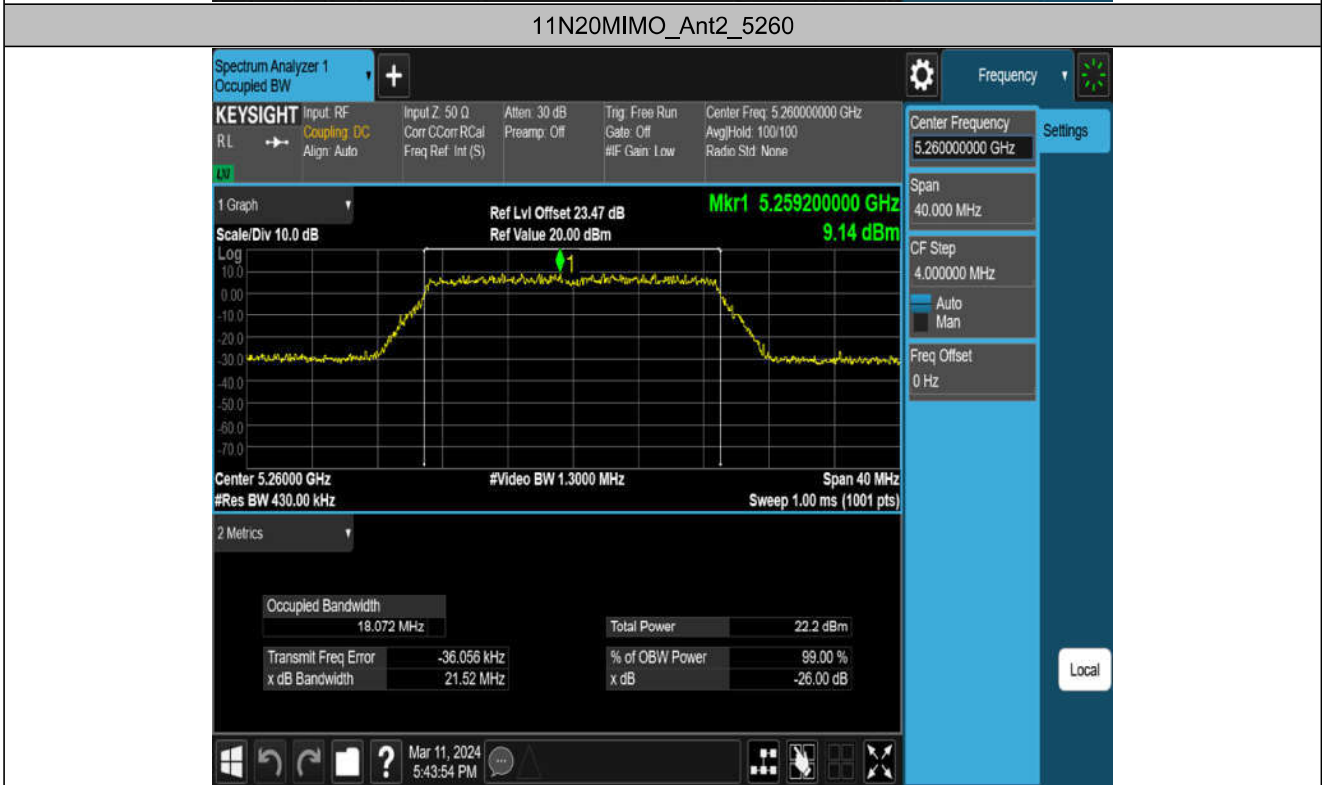 11N20MIMO_Ant2_5260
Spectrum Analyzer 1
Occupied BW
+
Frequency
KEYSIGHT
RL
LXI
Input: RF
Coupling: DC
Align: Auto
Input Z: 50 Ω
Corr CCorr RCal
Freq Ref: Int (S)
Atten: 30 dB
Preamp: Off
Trig: Free Run
Gate: Off
#IF Gain: Low
Center Freq: 5.260000000 GHz
Avg|Hold: 100/100
Radio Std: None
Center Frequency
5.260000000 GHz
Settings
Span
40.000 MHz
CF Step
4.000000 MHz
Auto
Man
Freq Offset
0 Hz
Local
1 Graph
Scale/Div 10.0 dB
Ref Lvl Offset 23.47 dB
Ref Value 20.00 dBm
Mkr1 5.259200000 GHz
9.14 dBm
Log
10.0
0.00
-10.0
-20.0
-30.0
-40.0
-50.0
-60.0
-70.0
1
Center 5.26000 GHz
#Res BW 430.00 kHz
#Video BW 1.3000 MHz
Span 40 MHz
Sweep 1.00 ms (1001 pts)
2 Metrics
Occupied Bandwidth
18.072 MHz
Total Power 22.2 dBm
Transmit Freq Error -36.056 kHz
% of OBW Power 99.00 %
x dB Bandwidth 21.52 MHz
x dB -26.00 dB
?
Mar 11, 2024
5:43:54 PM